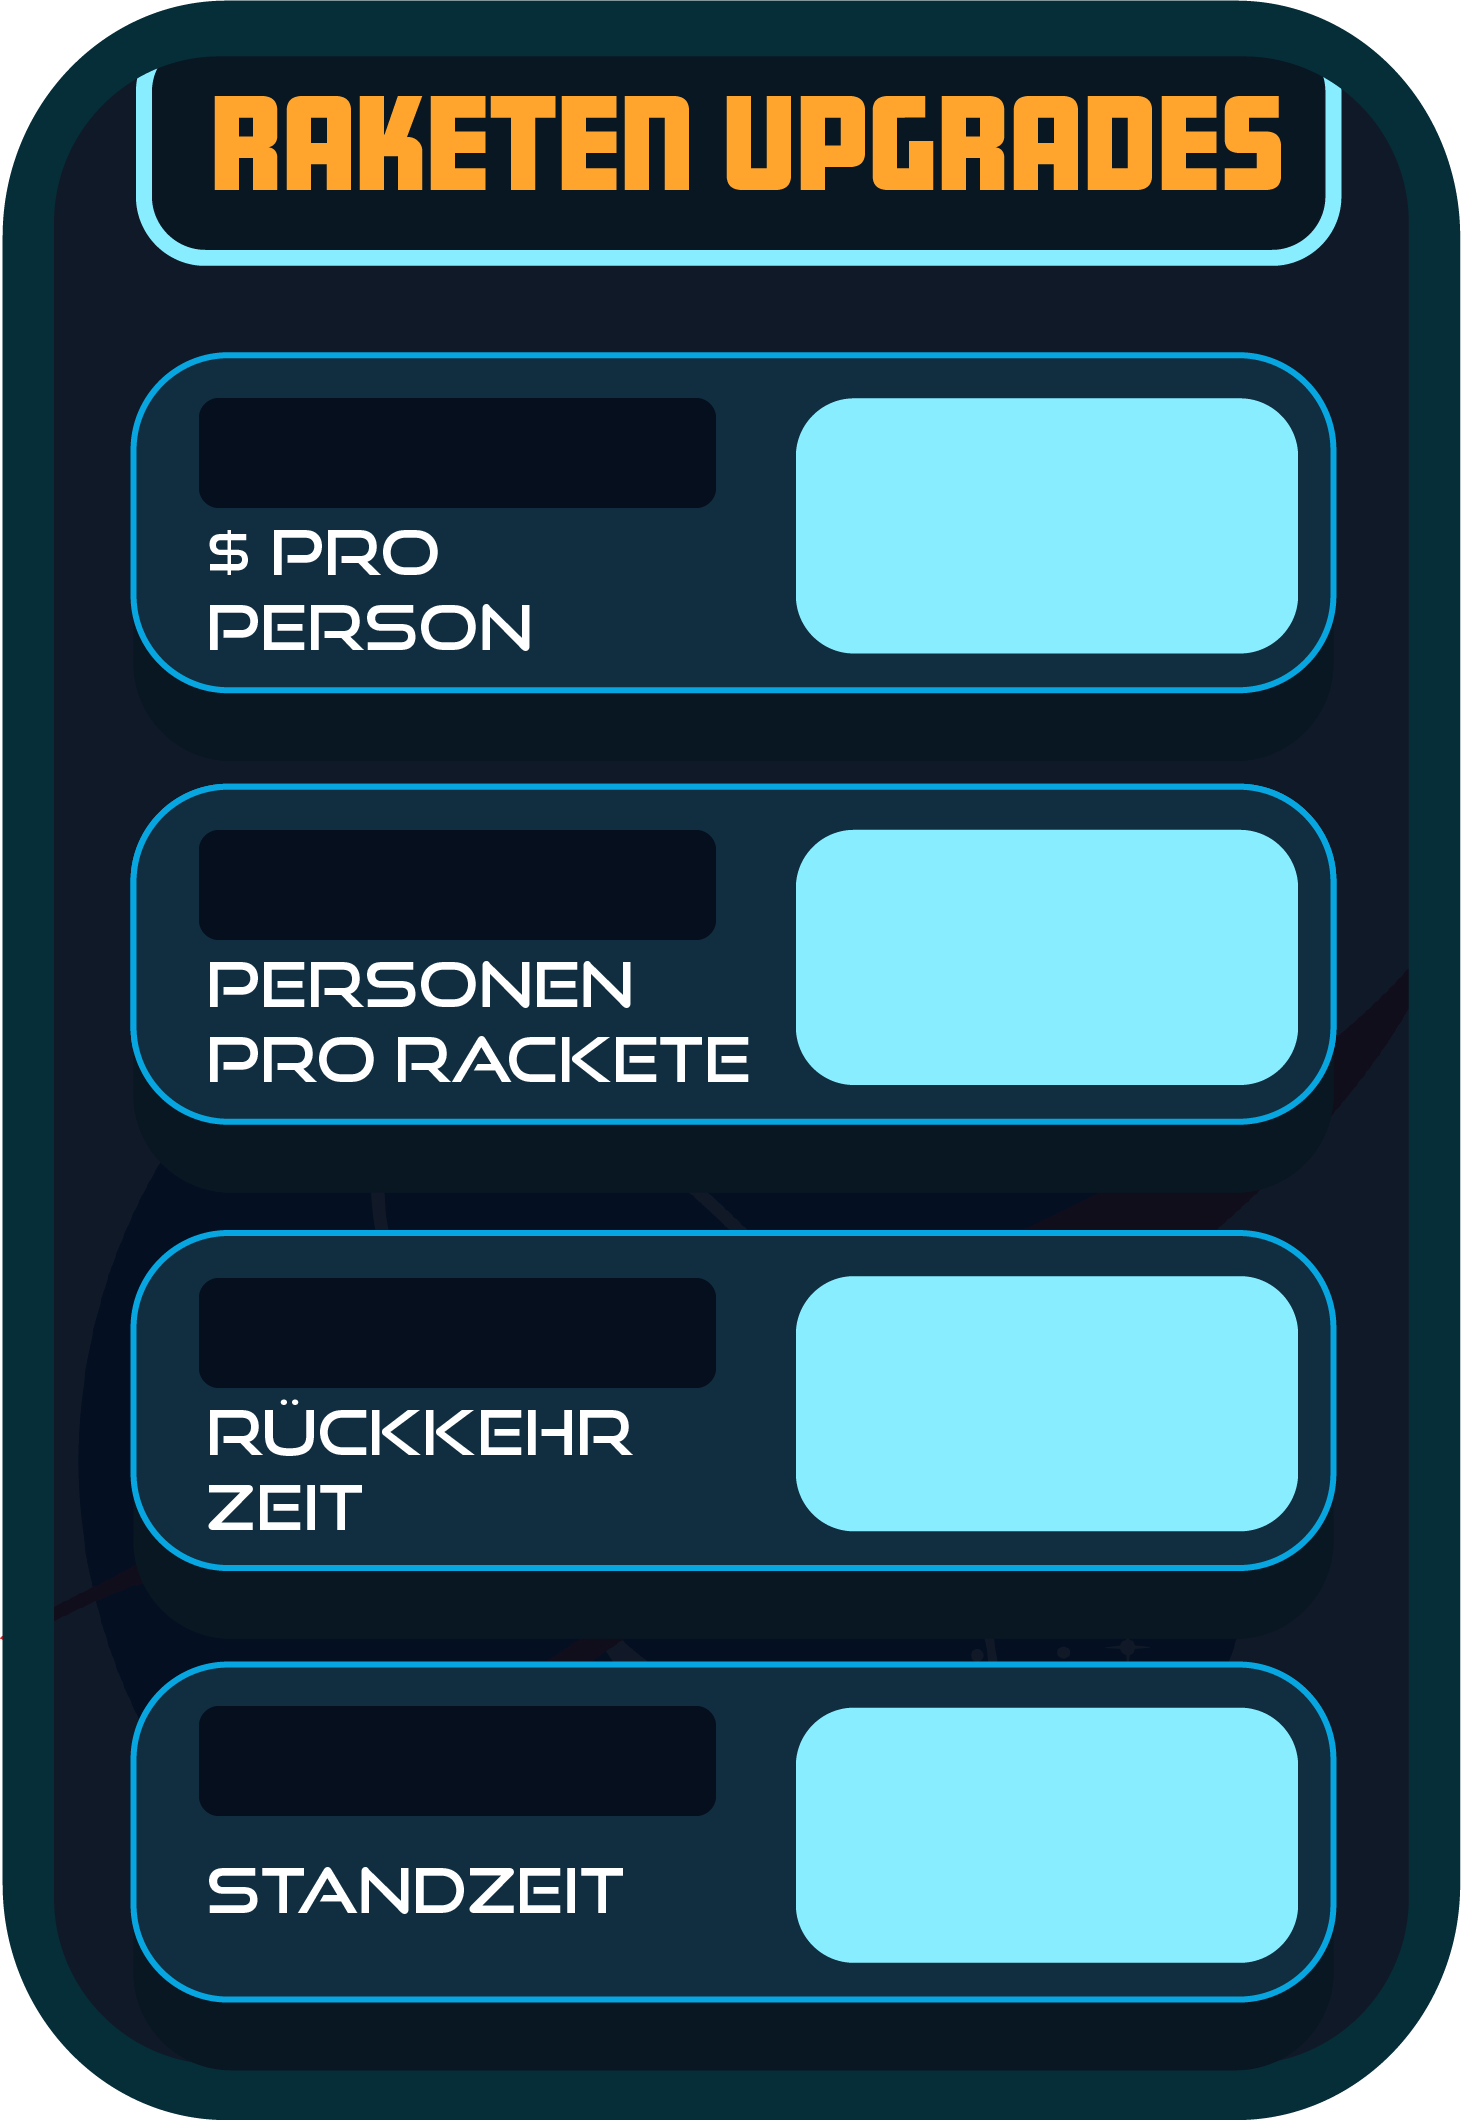 RAKETEN UPGRADES
$ PRO
PERSON
PERSONEN
PRO RACKETE
RÜCKKEHR
ZEIT
STANDZEIT